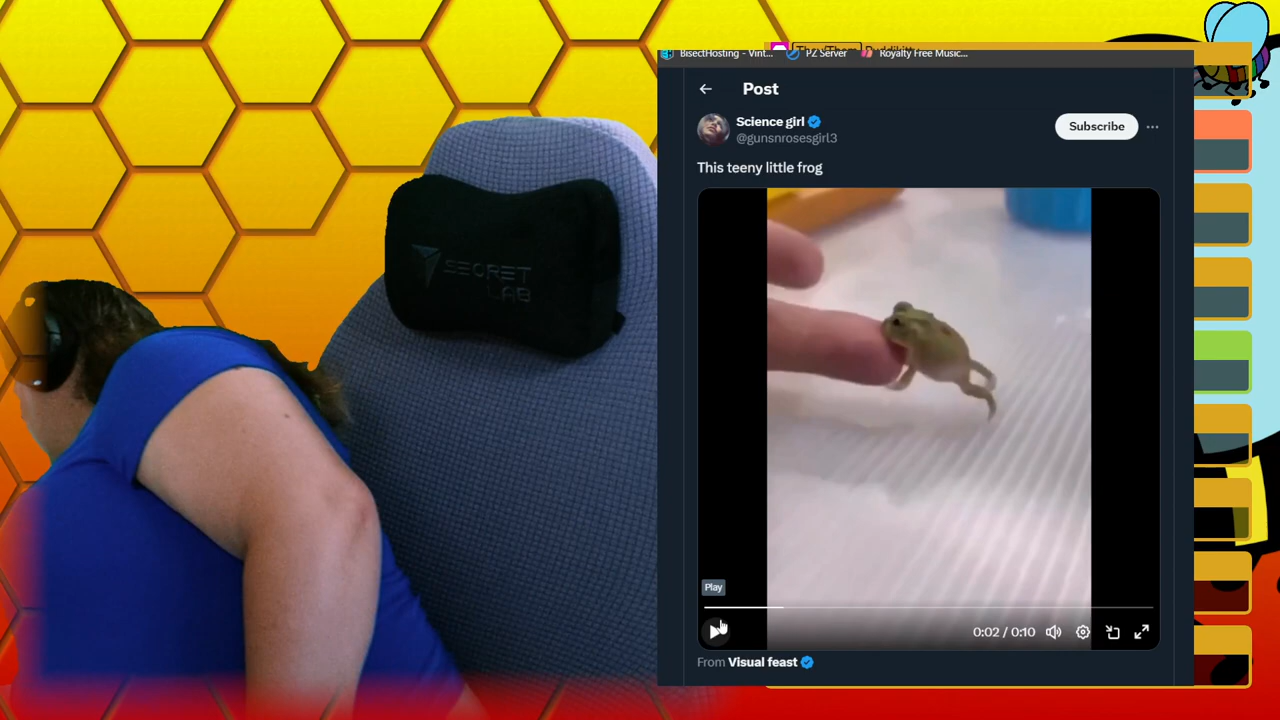 BisectHosting - Vint...
PZ Server
Royalty Free Music...
Post
Science girl
@gunsnrosesgirl3
Subscribe
This teeny little frog
SECRET
LAB
Play
0:02 / 0:10
From Visual feast